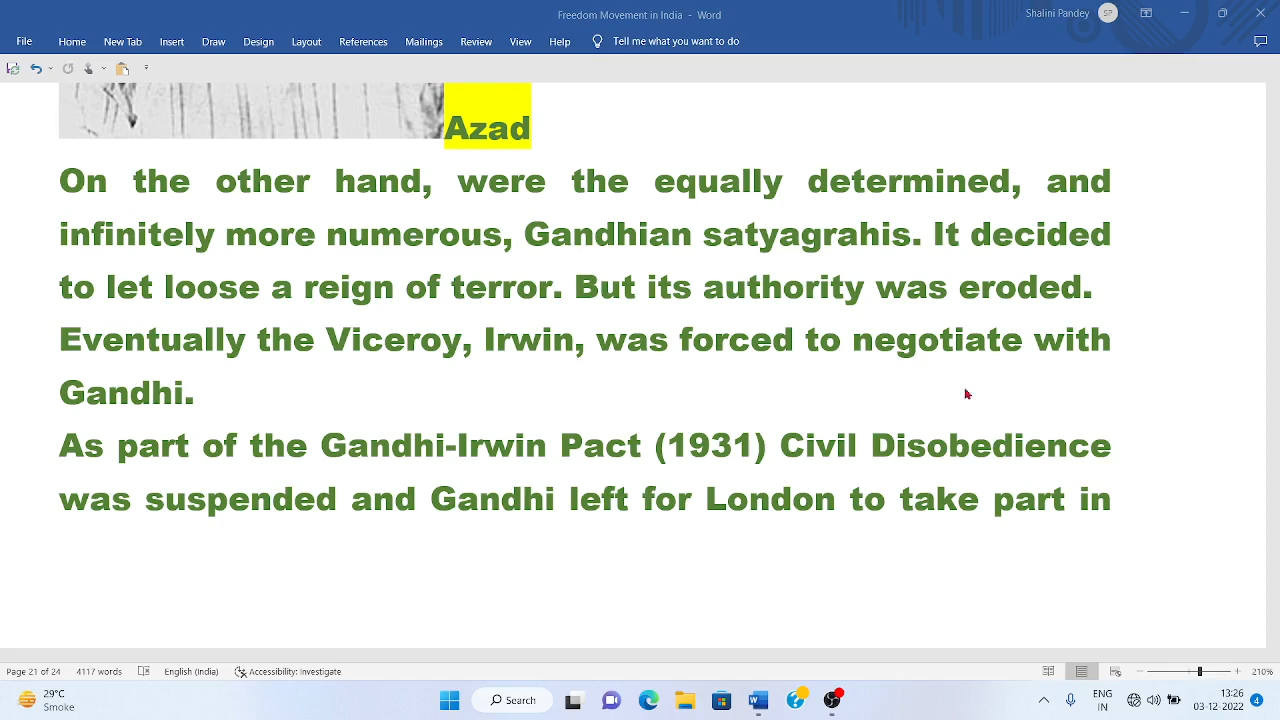 Freedom Movement in India - Word
Shalini Pandey SP
File Home New Tab Insert Draw Design Layout References Mailings Review View Help Tell me what you want to do
Azad
On the other hand, were the equally determined, and
infinitely more numerous, Gandhian satyagrahis. It decided
to let loose a reign of terror. But its authority was eroded.
Eventually the Viceroy, Irwin, was forced to negotiate with
Gandhi.
As part of the Gandhi-Irwin Pact (1931) Civil Disobedience
was suspended and Gandhi left for London to take part in
Page 21 of 24 4117 words English (India) Accessibility: Investigate 210%
29°C
Smoke
Search
ENG
IN
13:26
03-12-2022
4